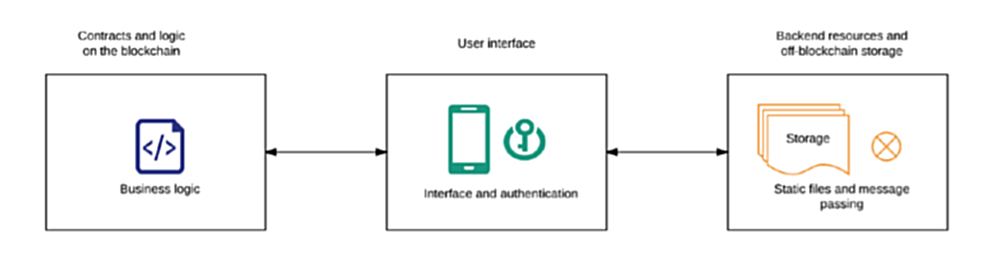 Contracts and logic
on the blockchain
User interface
Backend resources and
off-blockchain storage
</>
Business logic
Interface and authentication
Storage
Static files and message
passing